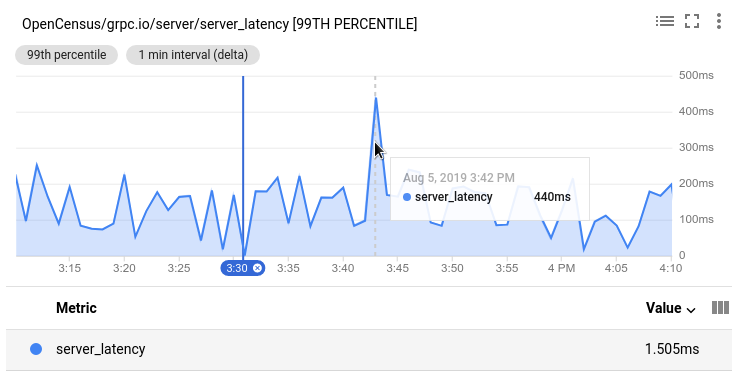 OpenCensus/grpc.io/server/server_latency [99TH PERCENTILE]
99th percentile
1 min interval (delta)
500ms
400ms
300ms
200ms
100ms
0
Aug 5, 2019 3:42 PM
server_latency 440ms
3:15 3:20 3:25 3:30 3:35 3:40 3:45 3:50 3:55 4 PM 4:05 4:10
Metric Value
server_latency 1.505ms